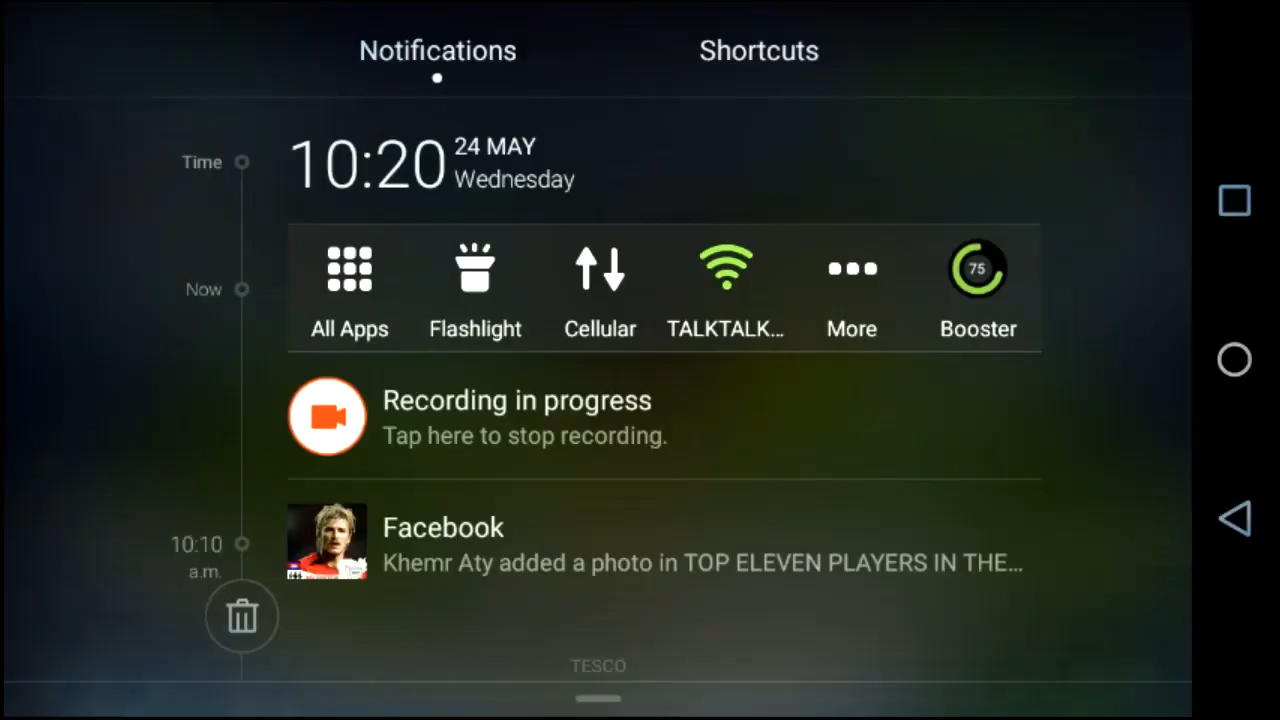 Notifications
Shortcuts
Time
10:20
24 MAY
Wednesday
Now
All Apps
Flashlight
Cellular
TALKTALK...
More
75
Booster
Recording in progress
Tap here to stop recording.
10:10
a.m.
Facebook
Khemr Aty added a photo in TOP ELEVEN PLAYERS IN THE...
TESCO